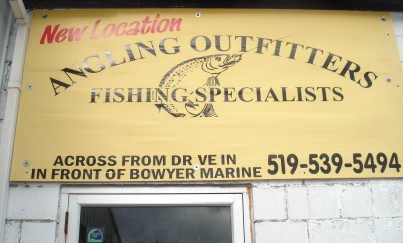 New Location
ANGLING OUTFITTERS
FISHING SPECIALISTS
ACROSS FROM DR VE IN
IN FRONT OF BOWYER MARINE 519-539-5494